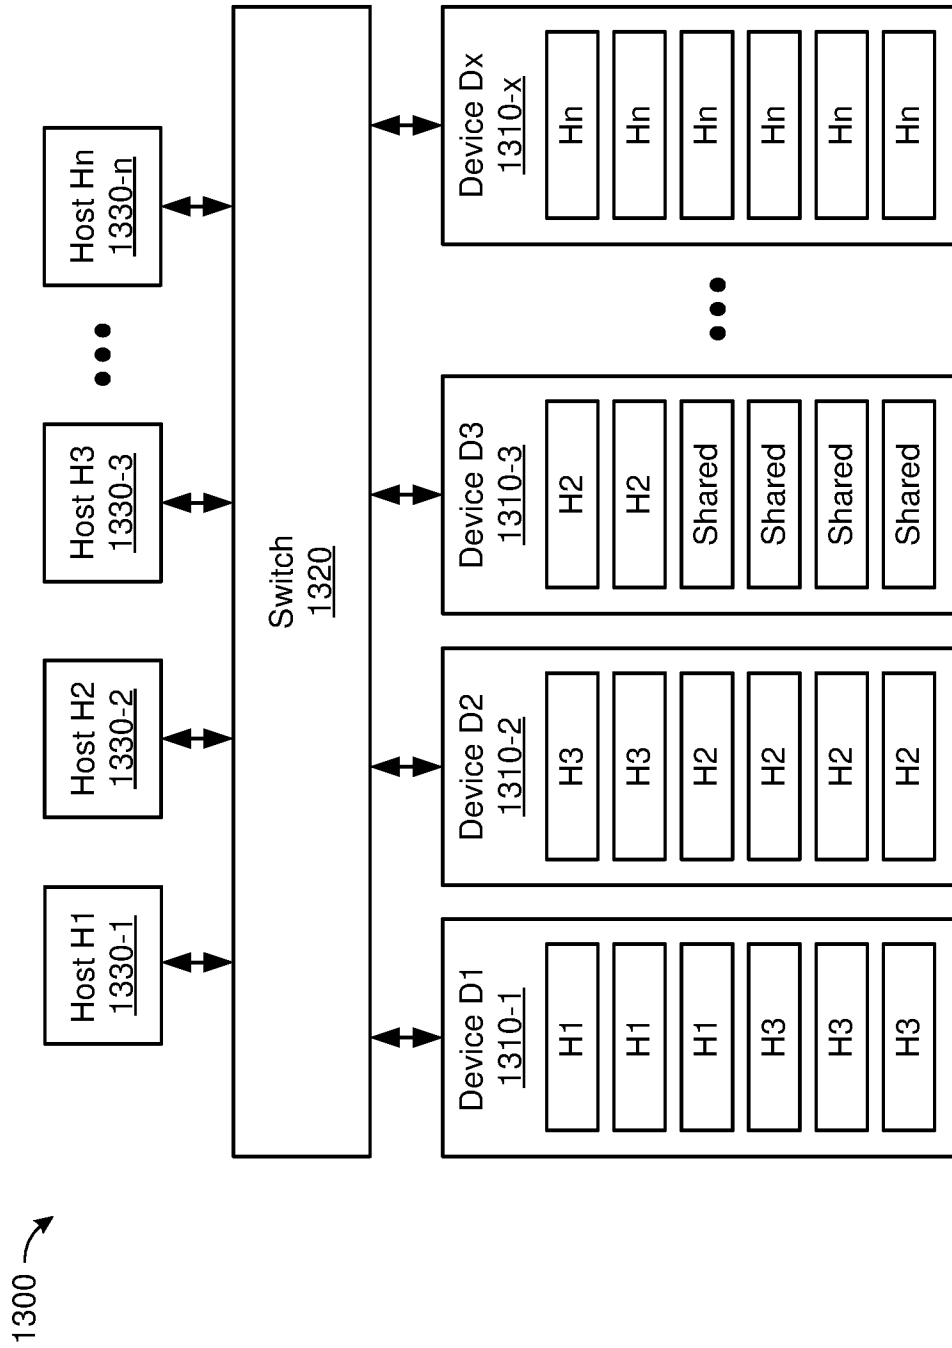 1300
Host H1
1330-1
Host H2
1330-2
Host H3
1330-3
Host Hn
1330-n
Switch
1320
Device D1
1310-1
H1
H1
H1
H3
H3
H3
Device D2
1310-2
H3
H3
H2
H2
H2
H2
Device D3
1310-3
H2
H2
Shared
Shared
Shared
Shared
Device Dx
1310-x
Hn
Hn
Hn
Hn
Hn
Hn